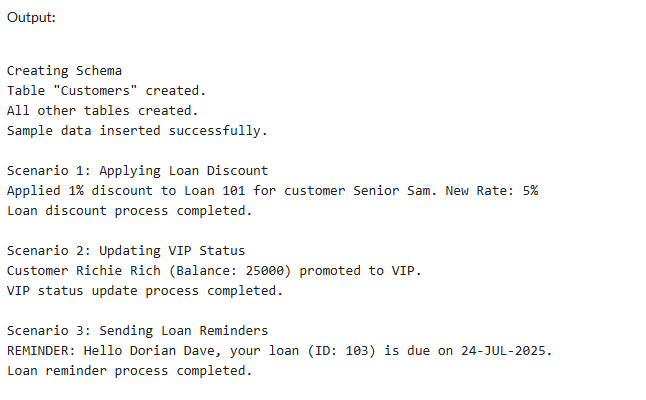 Output:
Creating Schema
Table "Customers" created.
All other tables created.
Sample data inserted successfully.
Scenario 1: Applying Loan Discount
Applied 1% discount to Loan 101 for customer Senior Sam. New Rate: 5%
Loan discount process completed.
Scenario 2: Updating VIP Status
Customer Richie Rich (Balance: 25000) promoted to VIP.
VIP status update process completed.
Scenario 3: Sending Loan Reminders
REMINDER: Hello Dorian Dave, your loan (ID: 103) is due on 24-JUL-2025.
Loan reminder process completed.